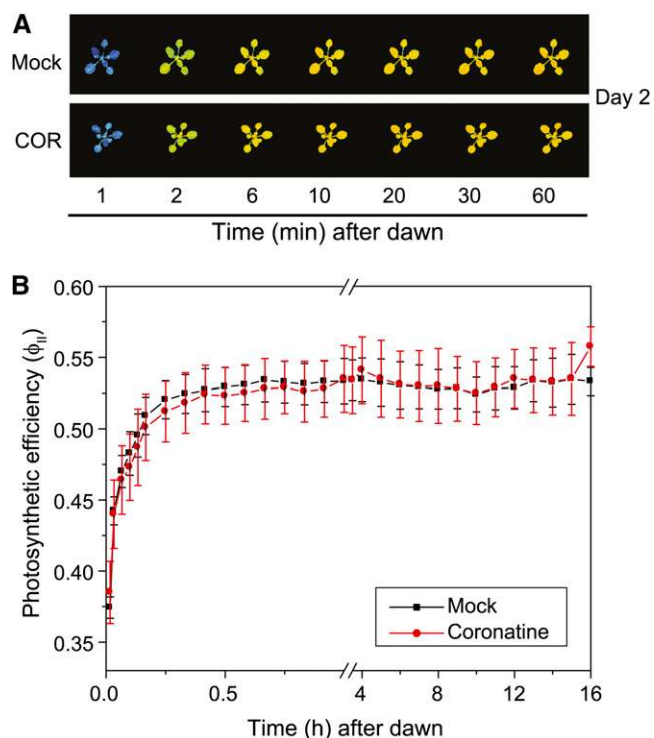 A
Mock
COR
Day 2
1 2 6 10 20 30 60
Time (min) after dawn
B
Photosynthetic efficiency (ϕII)
0.60
0.55
0.50
0.45
0.40
0.35
Mock
Coronatine
0.0 0.5 4 8 12 16
Time (h) after dawn